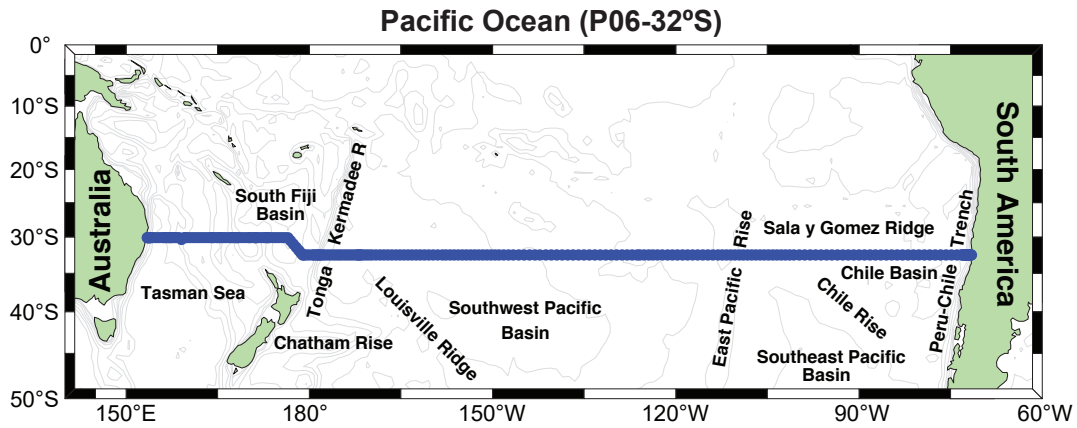 Pacific Ocean (P06-32ºS)
0°
10°S
20°S
30°S
40°S
50°S
Australia
South America
South Fiji
Basin
Tonga Kermadee R
Tasman Sea
Chatham Rise
Louisville Ridge
Southwest Pacific
Basin
East Pacific Rise
Sala y Gomez Ridge
Chile Basin
Chile Rise
Southeast Pacific
Basin
Peru-Chile Trench
150°E
180°
150°W
120°W
90°W
60°W